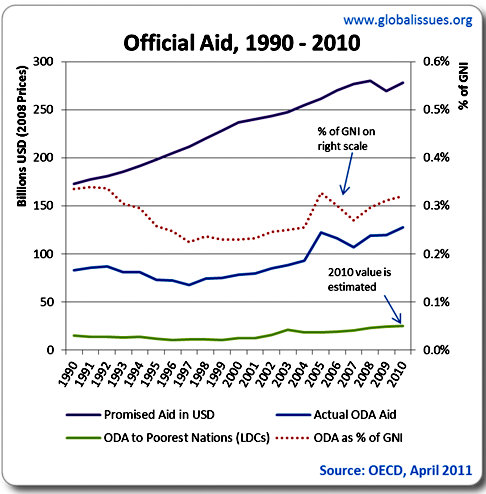 www.globalissues.org
Official Aid, 1990 - 2010
Billions USD (2008 Prices)
% of GNI
300
250
200
150
100
50
0
0.6%
0.5%
0.4%
0.3%
0.2%
0.1%
0.0%
% of GNI on
right scale
2010 value is
estimated
1990
1991
1992
1993
1994
1995
1996
1997
1998
1999
2000
2001
2002
2003
2004
2005
2006
2007
2008
2009
2010
Promised Aid in USD
Actual ODA Aid
ODA to Poorest Nations (LDCs)
ODA as % of GNI
Source: OECD, April 2011